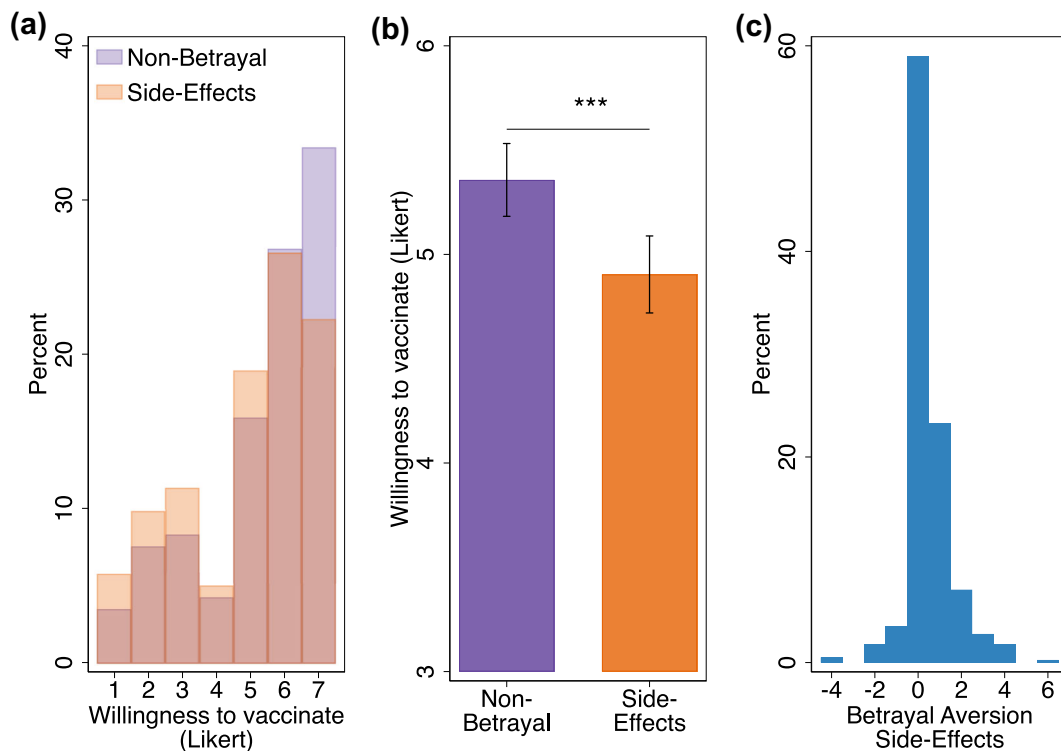 (a)
Non-Betrayal
Side-Effects
Percent
40
30
20
10
0
1 2 3 4 5 6 7
Willingness to vaccinate
(Likert)
(b)
***
Willingness to vaccinate (Likert)
6
5
4
3
Non-
Betrayal
Side-
Effects
(c)
Percent
60
40
20
0
-4 -2 0 2 4 6
Betrayal Aversion
Side-Effects